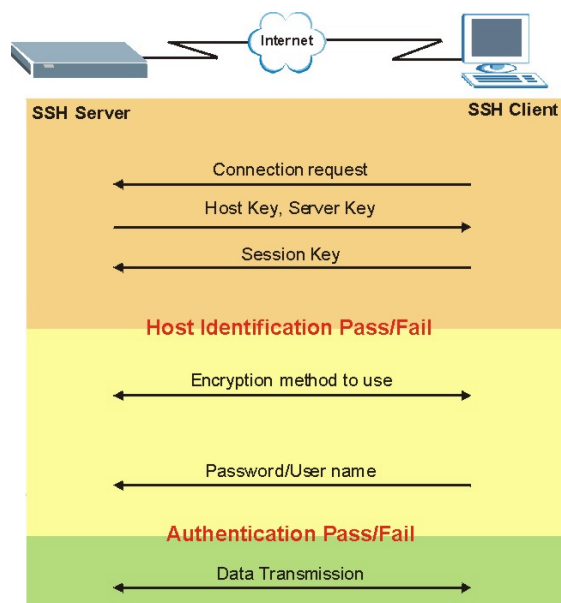 Internet
SSH Server
SSH Client
Connection request
Host Key, Server Key
Session Key
Host Identification Pass/Fail
Encryption method to use
Password/User name
Authentication Pass/Fail
Data Transmission